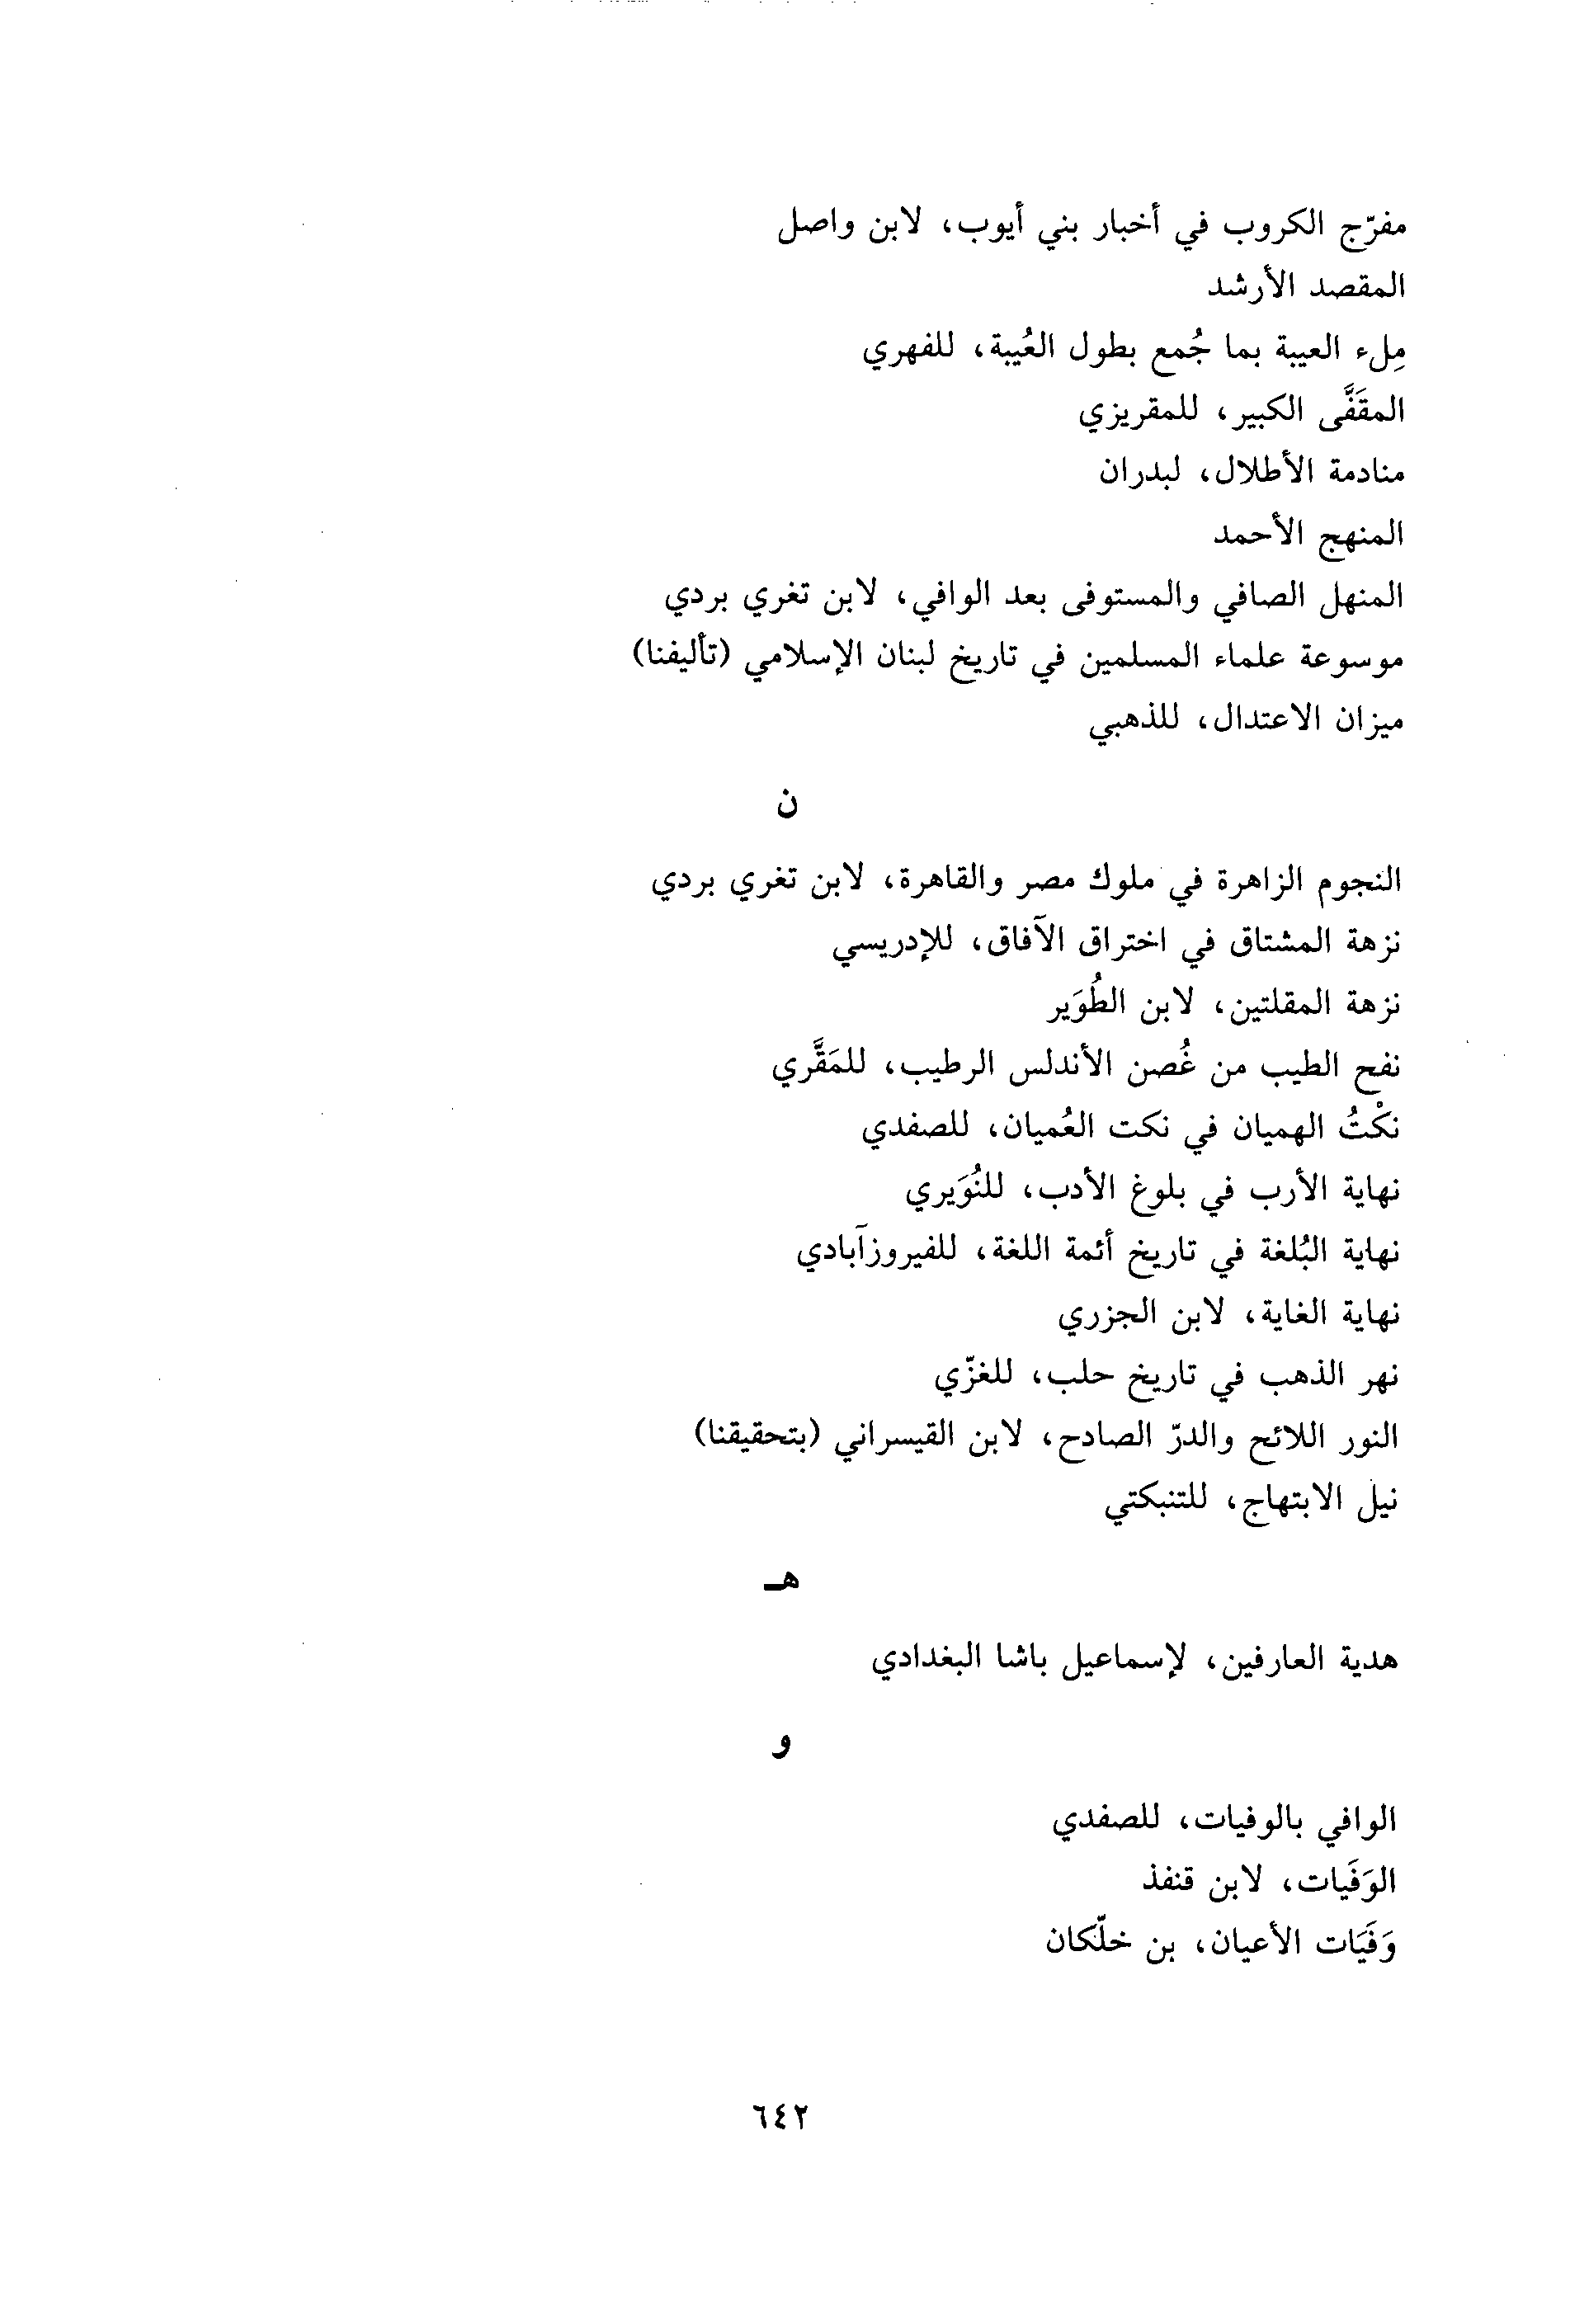 مفرّج الكروب في أخبار بني أيوب، لابن واصل
المقصد الأرشد
مِلء العيبة بما جُمع بطول العُيبة، للفهري
المقَفَّى الكبير، للمقريزي
منادمة الأطلال، لبدران
المنهج الأحمد
المنهل الصافي والمستوفى بعد الوافي، لابن تغري بردي
موسوعة علماء المسلمين في تاريخ لبنان الإسلامي (تأليفنا)
ميزان الاعتدال، للذهبي
ن
النجوم الزاهرة في ملوك مصر والقاهرة، لابن تغري بردي
نزهة المشتاق في اختراق الآفاق، للإدريسي
نزهة المقلتين، لابن الطُوَير
نفح الطيب من غُصن الأندلس الرطيب، للمَقَّري
نكْتُ الهميان في نكت العُميان، للصفدي
نهاية الأرب في بلوغ الأدب، للنُوَيري
نهاية البُلغة في تاريخ أئمة اللغة، للفيروزآبادي
نهاية الغاية، لابن الجزري
نهر الذهب في تاريخ حلب، للغزّي
النور اللائح والدرّ الصادح، لابن القيسراني (بتحقيقنا)
نيل الابتهاج، للتنبكتي
هـ
هدية العارفين، لإسماعيل باشا البغدادي
و
الوافي بالوفيات، للصفدي
الوَفَيات، لابن قنفذ
وَفَيَات الأعيان، بن خلّكان
٦٤٢